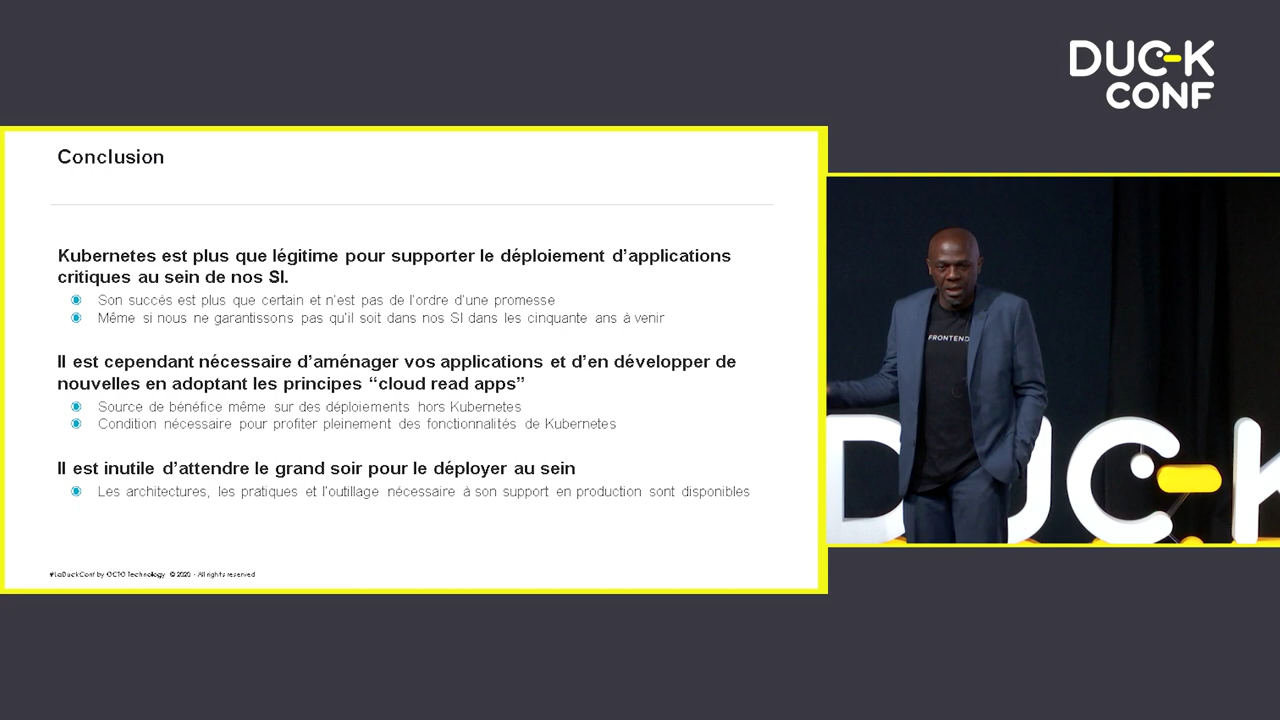 DUCK
CONF
Conclusion
Kubernetes est plus que légitime pour supporter le déploiement d'applications
critiques au sein de nos SI.
Son succès est plus que certain et n'est pas de l'ordre d'une promesse
Même si nous ne garantissons pas qu'il soit dans nos SI dans les cinquante ans à venir
Il est cependant nécessaire d'aménager vos applications et d'en développer de
nouvelles en adoptant les principes “cloud read apps”
Source de bénéfice même sur des déploiements hors Kubernetes
Condition nécessaire pour profiter pleinement des fonctionnalités de Kubernetes
Il est inutile d'attendre le grand soir pour le déployer au sein
Les architectures, les pratiques et l'outillage nécessaire à son support en production sont disponibles
#LaDuckConf by OCTO Technology © 2020 - All rights reserved
FRONTEND
DUCK